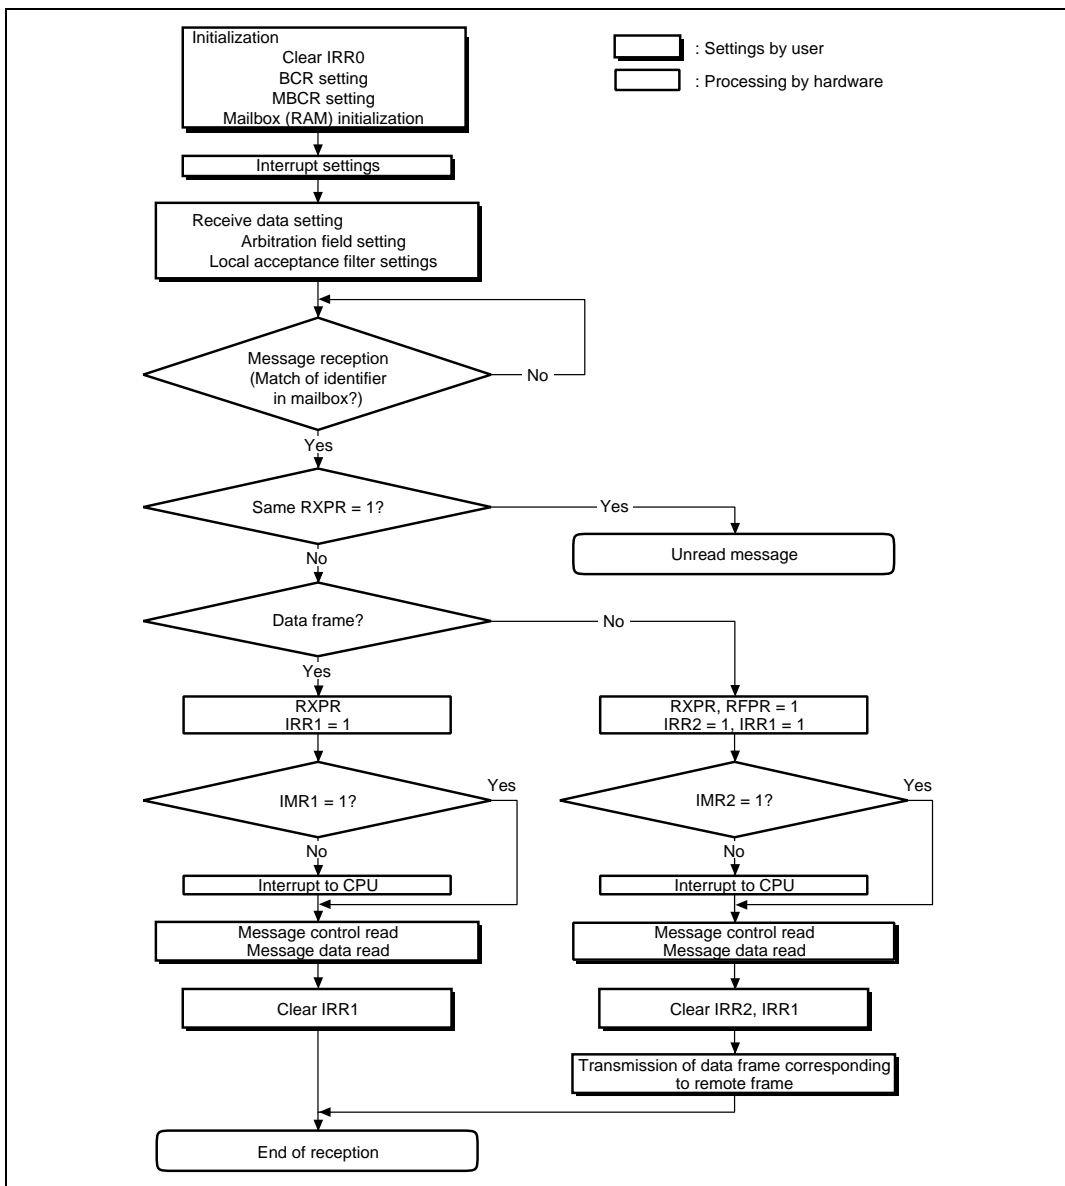 Initialization
Clear IRR0
BCR setting
MBCR setting
Mailbox (RAM) initialization
: Settings by user
: Processing by hardware
Interrupt settings
Receive data setting
Arbitration field setting
Local acceptance filter settings
Message reception
(Match of identifier
in mailbox?)
No
Yes
Same RXPR = 1?
Yes
Unread message
No
Data frame?
No
Yes
RXPR
IRR1 = 1
RXPR, RFPR = 1
IRR2 = 1, IRR1 = 1
IMR1 = 1?
Yes
IMR2 = 1?
Yes
No
No
Interrupt to CPU
Interrupt to CPU
Message control read
Message data read
Message control read
Message data read
Clear IRR1
Clear IRR2, IRR1
Transmission of data frame corresponding
to remote frame
End of reception